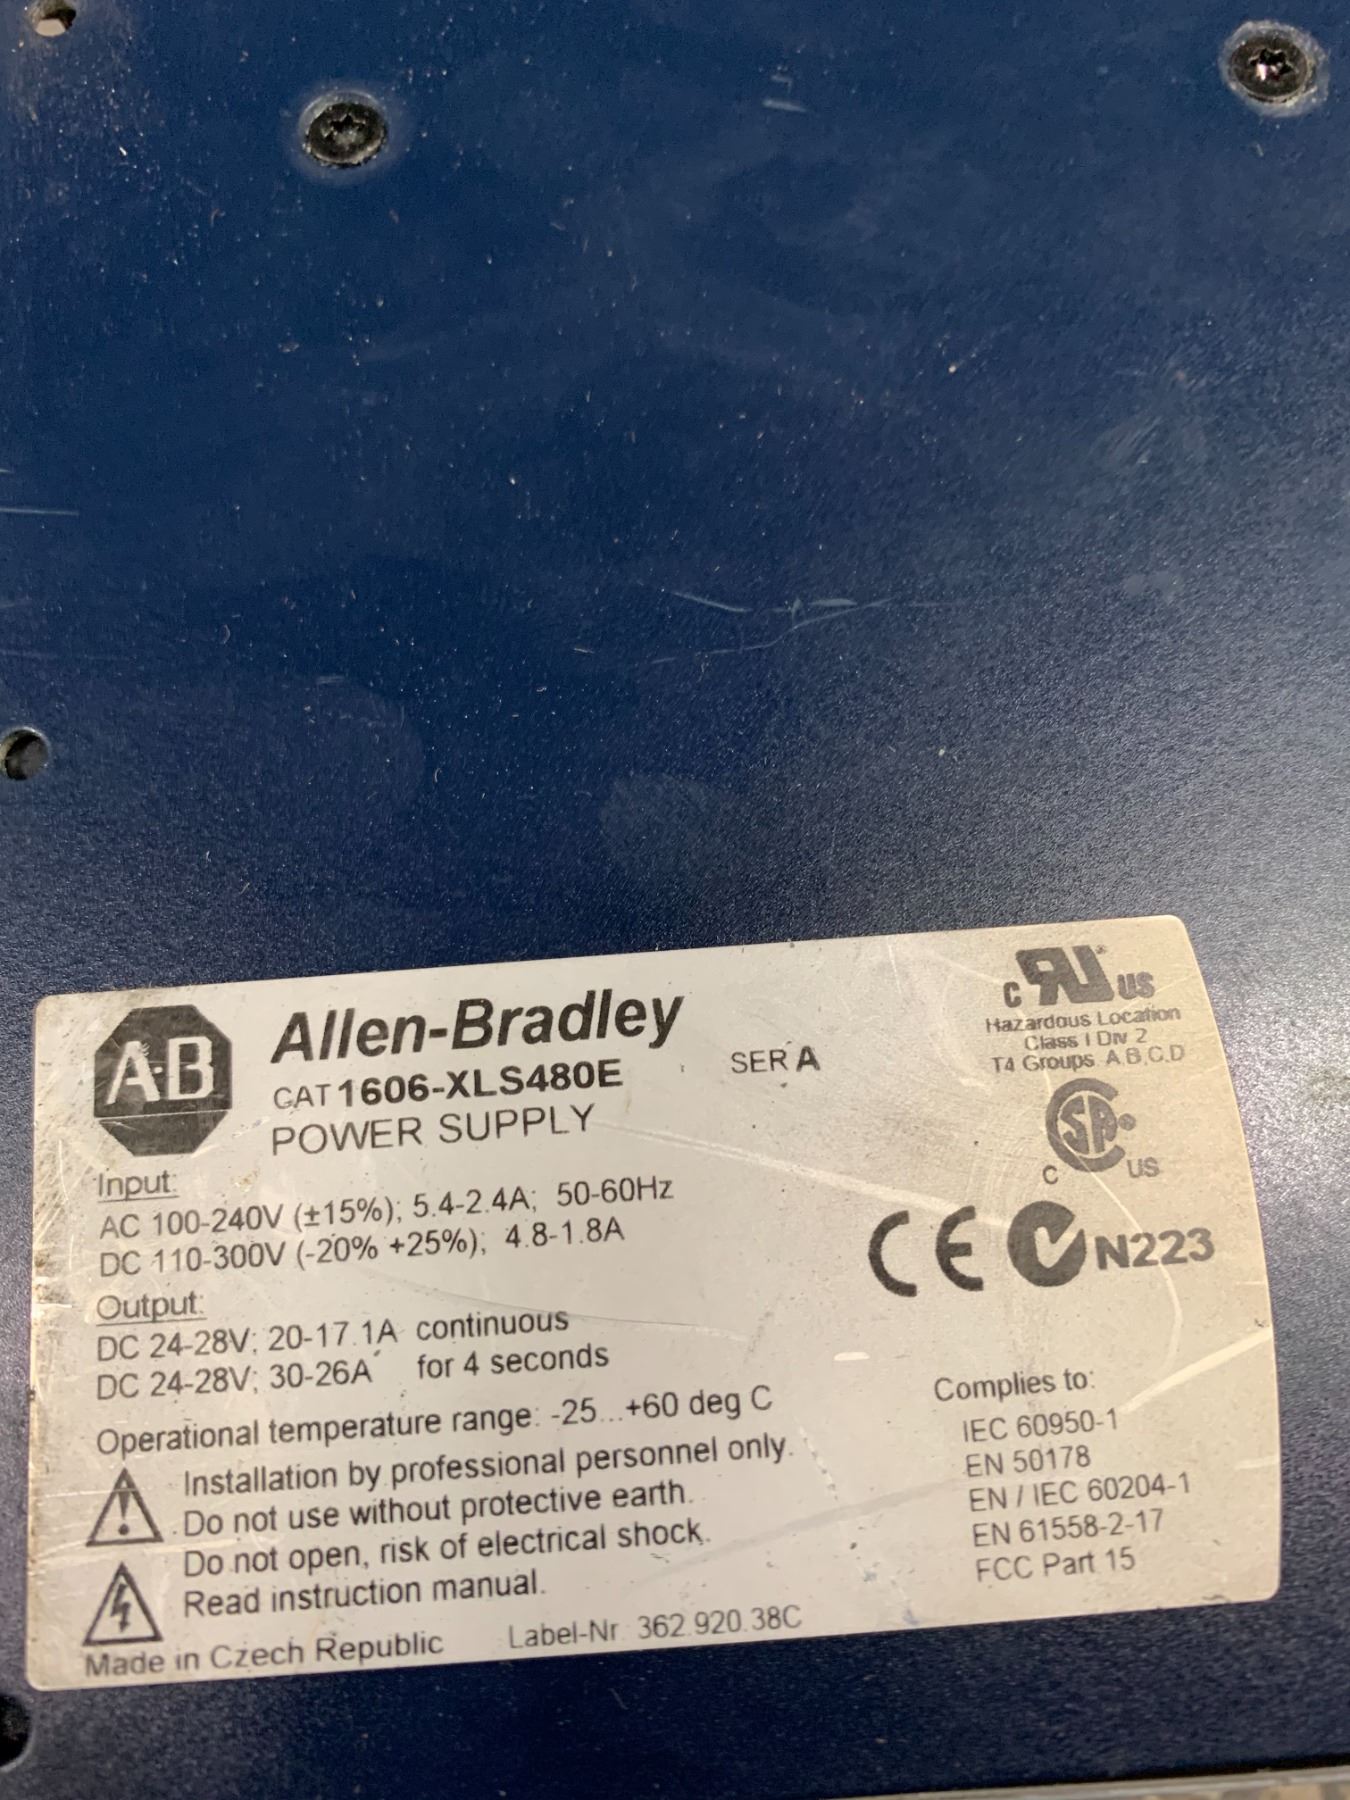 A-B
Allen-Bradley
CAT 1606-XLS480E SER A
POWER SUPPLY
Input:
AC 100-240V (±15%); 5.4-2.4A; 50-60Hz
DC 110-300V (-20% +25%); 4.8-1.8A
Output:
DC 24-28V; 20-17.1A continuous
DC 24-28V; 30-26A for 4 seconds
Operational temperature range: -25...+60 deg C
Installation by professional personnel only.
Do not use without protective earth.
Do not open, risk of electrical shock.
Read instruction manual.
Made in Czech Republic Label-Nr. 362.920.38C
C RU US
Hazardous Location
Class I Div 2
T4 Groups A,B,C,D
C SA US
CE N223
Complies to:
IEC 60950-1
EN 50178
EN / IEC 60204-1
EN 61558-2-17
FCC Part 15